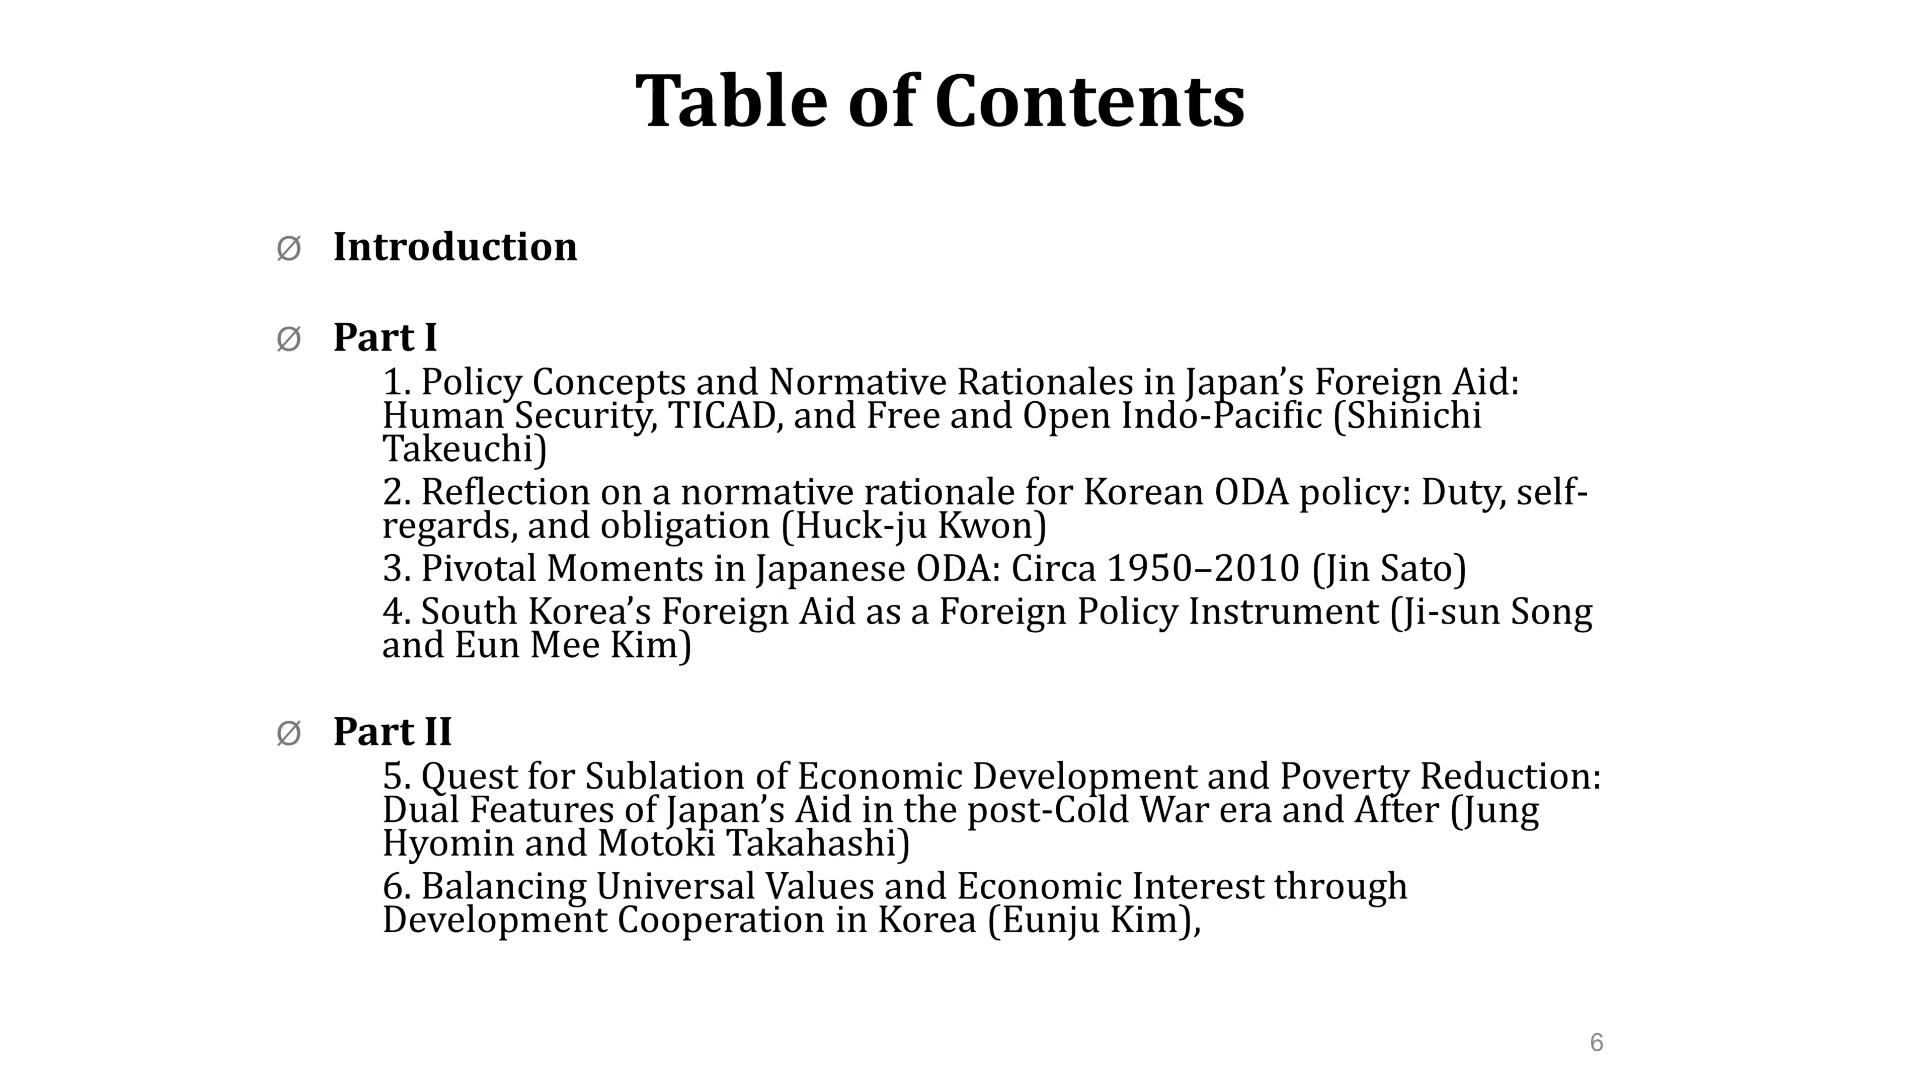 Table of Contents
Ø Introduction
Ø Part I
1. Policy Concepts and Normative Rationales in Japan’s Foreign Aid:
Human Security, TICAD, and Free and Open Indo-Pacific (Shinichi
Takeuchi)
2. Reflection on a normative rationale for Korean ODA policy: Duty, self-
regards, and obligation (Huck-ju Kwon)
3. Pivotal Moments in Japanese ODA: Circa 1950–2010 (Jin Sato)
4. South Korea’s Foreign Aid as a Foreign Policy Instrument (Ji-sun Song
and Eun Mee Kim)
Ø Part II
5. Quest for Sublation of Economic Development and Poverty Reduction:
Dual Features of Japan’s Aid in the post-Cold War era and After (Jung
Hyomin and Motoki Takahashi)
6. Balancing Universal Values and Economic Interest through
Development Cooperation in Korea (Eunju Kim),
6